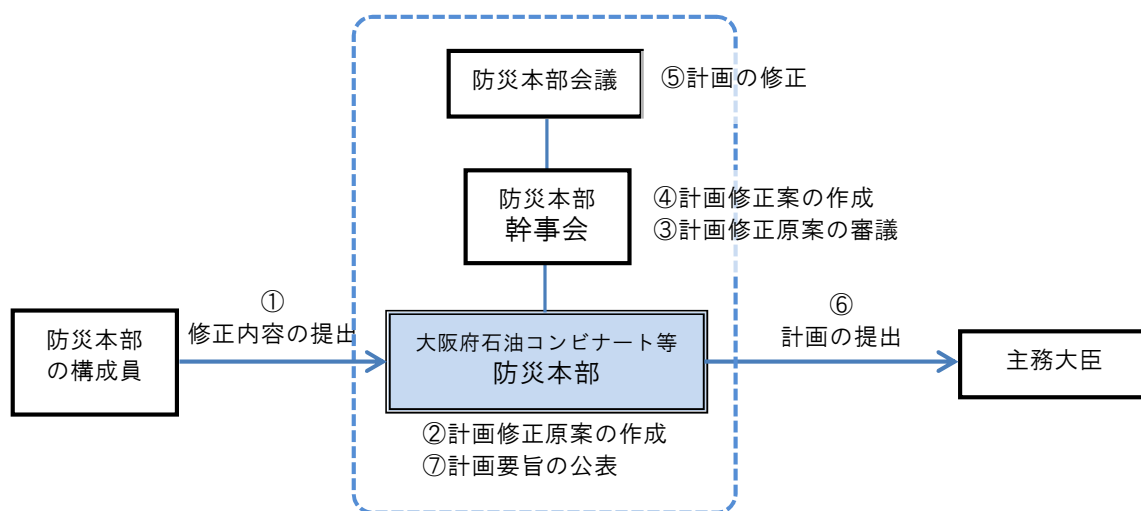 防災本部会議
⑤計画の修正
防災本部
幹事会
④計画修正案の作成
③計画修正原案の審議
①
修正内容の提出
防災本部
の構成員
大阪府石油コンビナート等
防災本部
⑥
計画の提出
主務大臣
②計画修正原案の作成
⑦計画要旨の公表